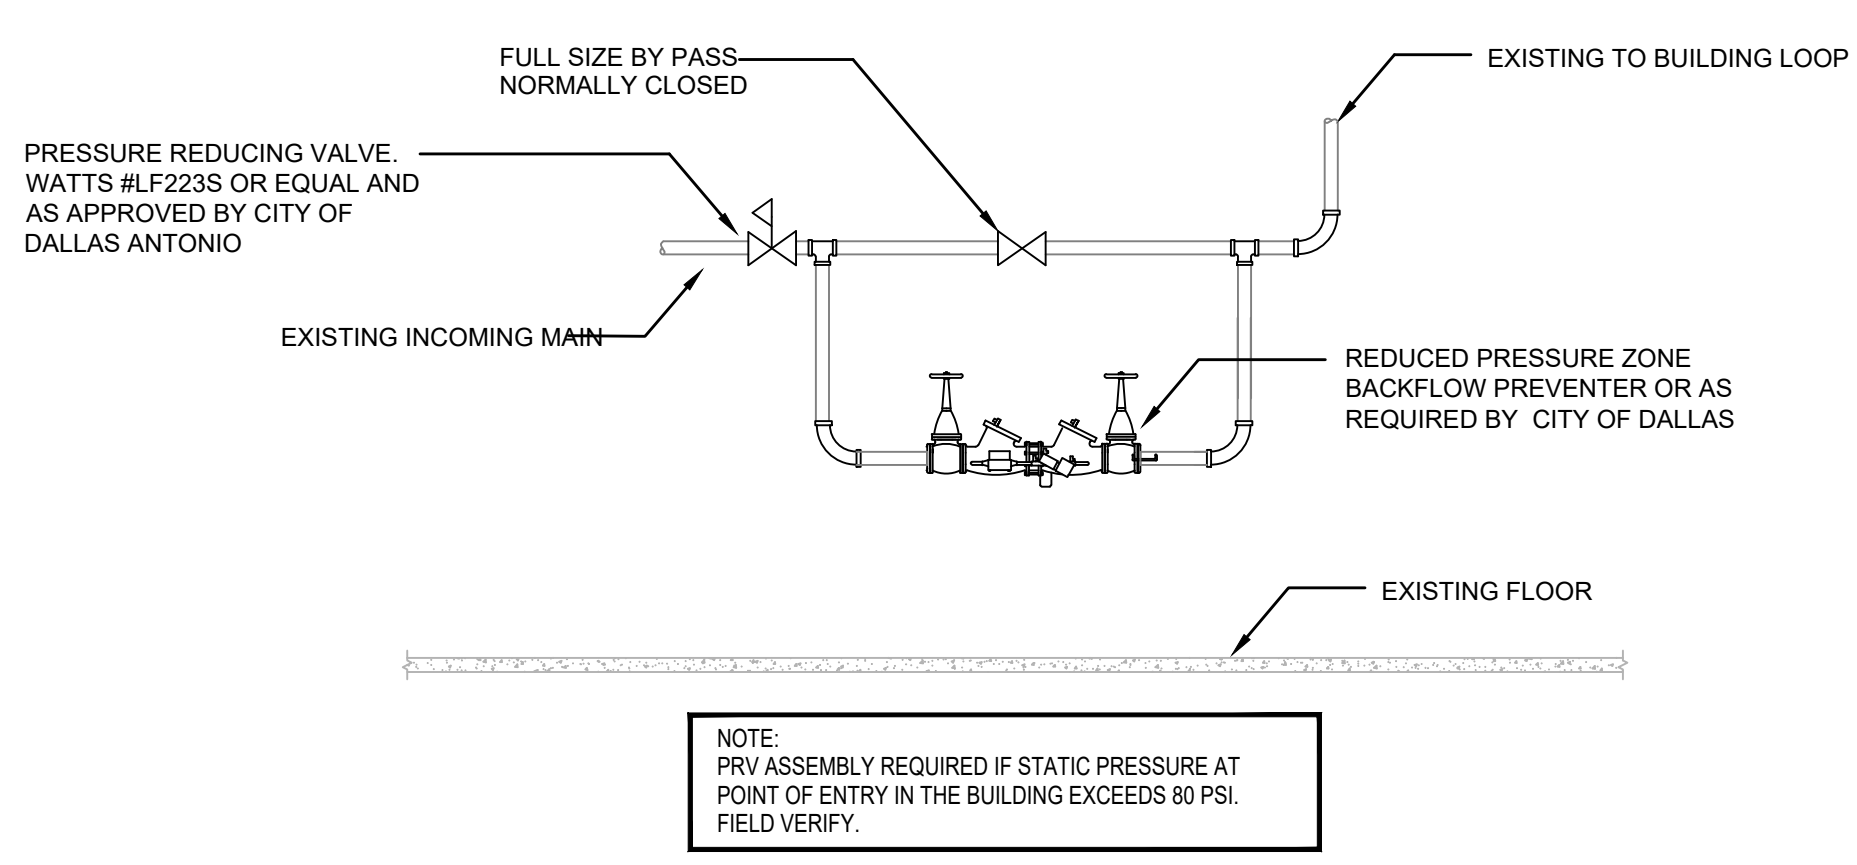 FULL SIZE BY PASS
NORMALLY CLOSED
EXISTING TO BUILDING LOOP
PRESSURE REDUCING VALVE.
WATTS #LF223S OR EQUAL AND
AS APPROVED BY CITY OF
DALLAS ANTONIO
EXISTING INCOMING MAIN
REDUCED PRESSURE ZONE
BACKFLOW PREVENTER OR AS
REQUIRED BY CITY OF DALLAS
EXISTING FLOOR
NOTE:
PRV ASSEMBLY REQUIRED IF STATIC PRESSURE AT
POINT OF ENTRY IN THE BUILDING EXCEEDS 80 PSI.
FIELD VERIFY.